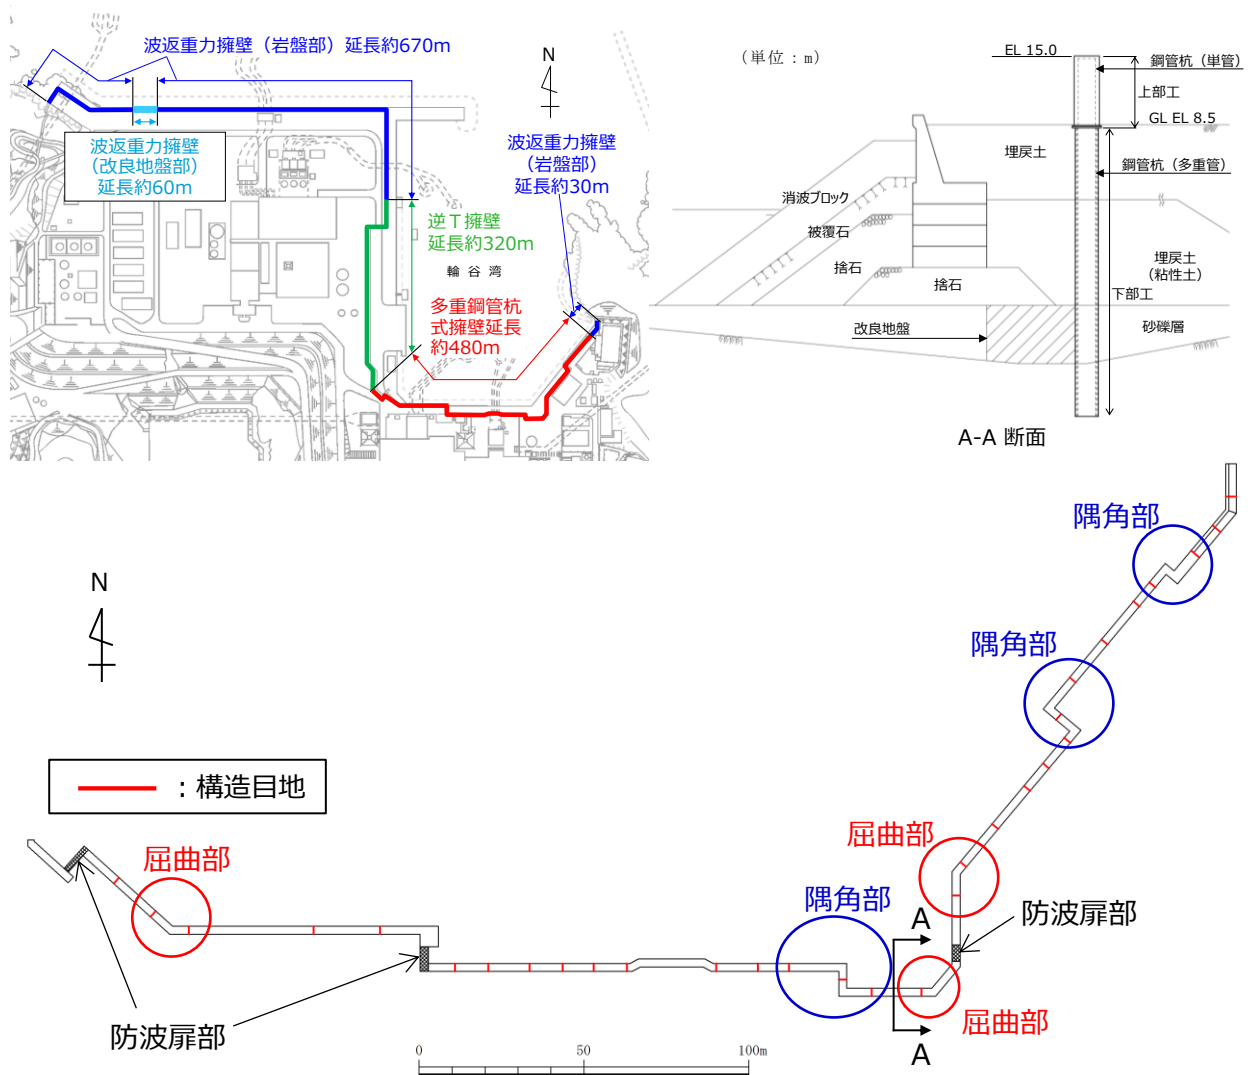 波返重力擁壁（岩盤部）延長約670m
N
波返重力擁壁
（改良地盤部）
延長約60m
波返重力擁壁
（岩盤部）
延長約30m
逆Ｔ擁壁
延長約320m
輪谷湾
多重鋼管杭
式擁壁延長
約480m
（単位：m）
EL 15.0
鋼管杭（単管）
上部工
GL EL 8.5
埋戻土
鋼管杭（多重管）
消波ブロック
被覆石
捨石
捨石
埋戻土
（粘性土）
下部工
改良地盤
砂礫層
A-A 断面
N
隅角部
隅角部
：構造目地
屈曲部
屈曲部
隅角部
A
防波扉部
防波扉部
屈曲部
A
0
50
100m